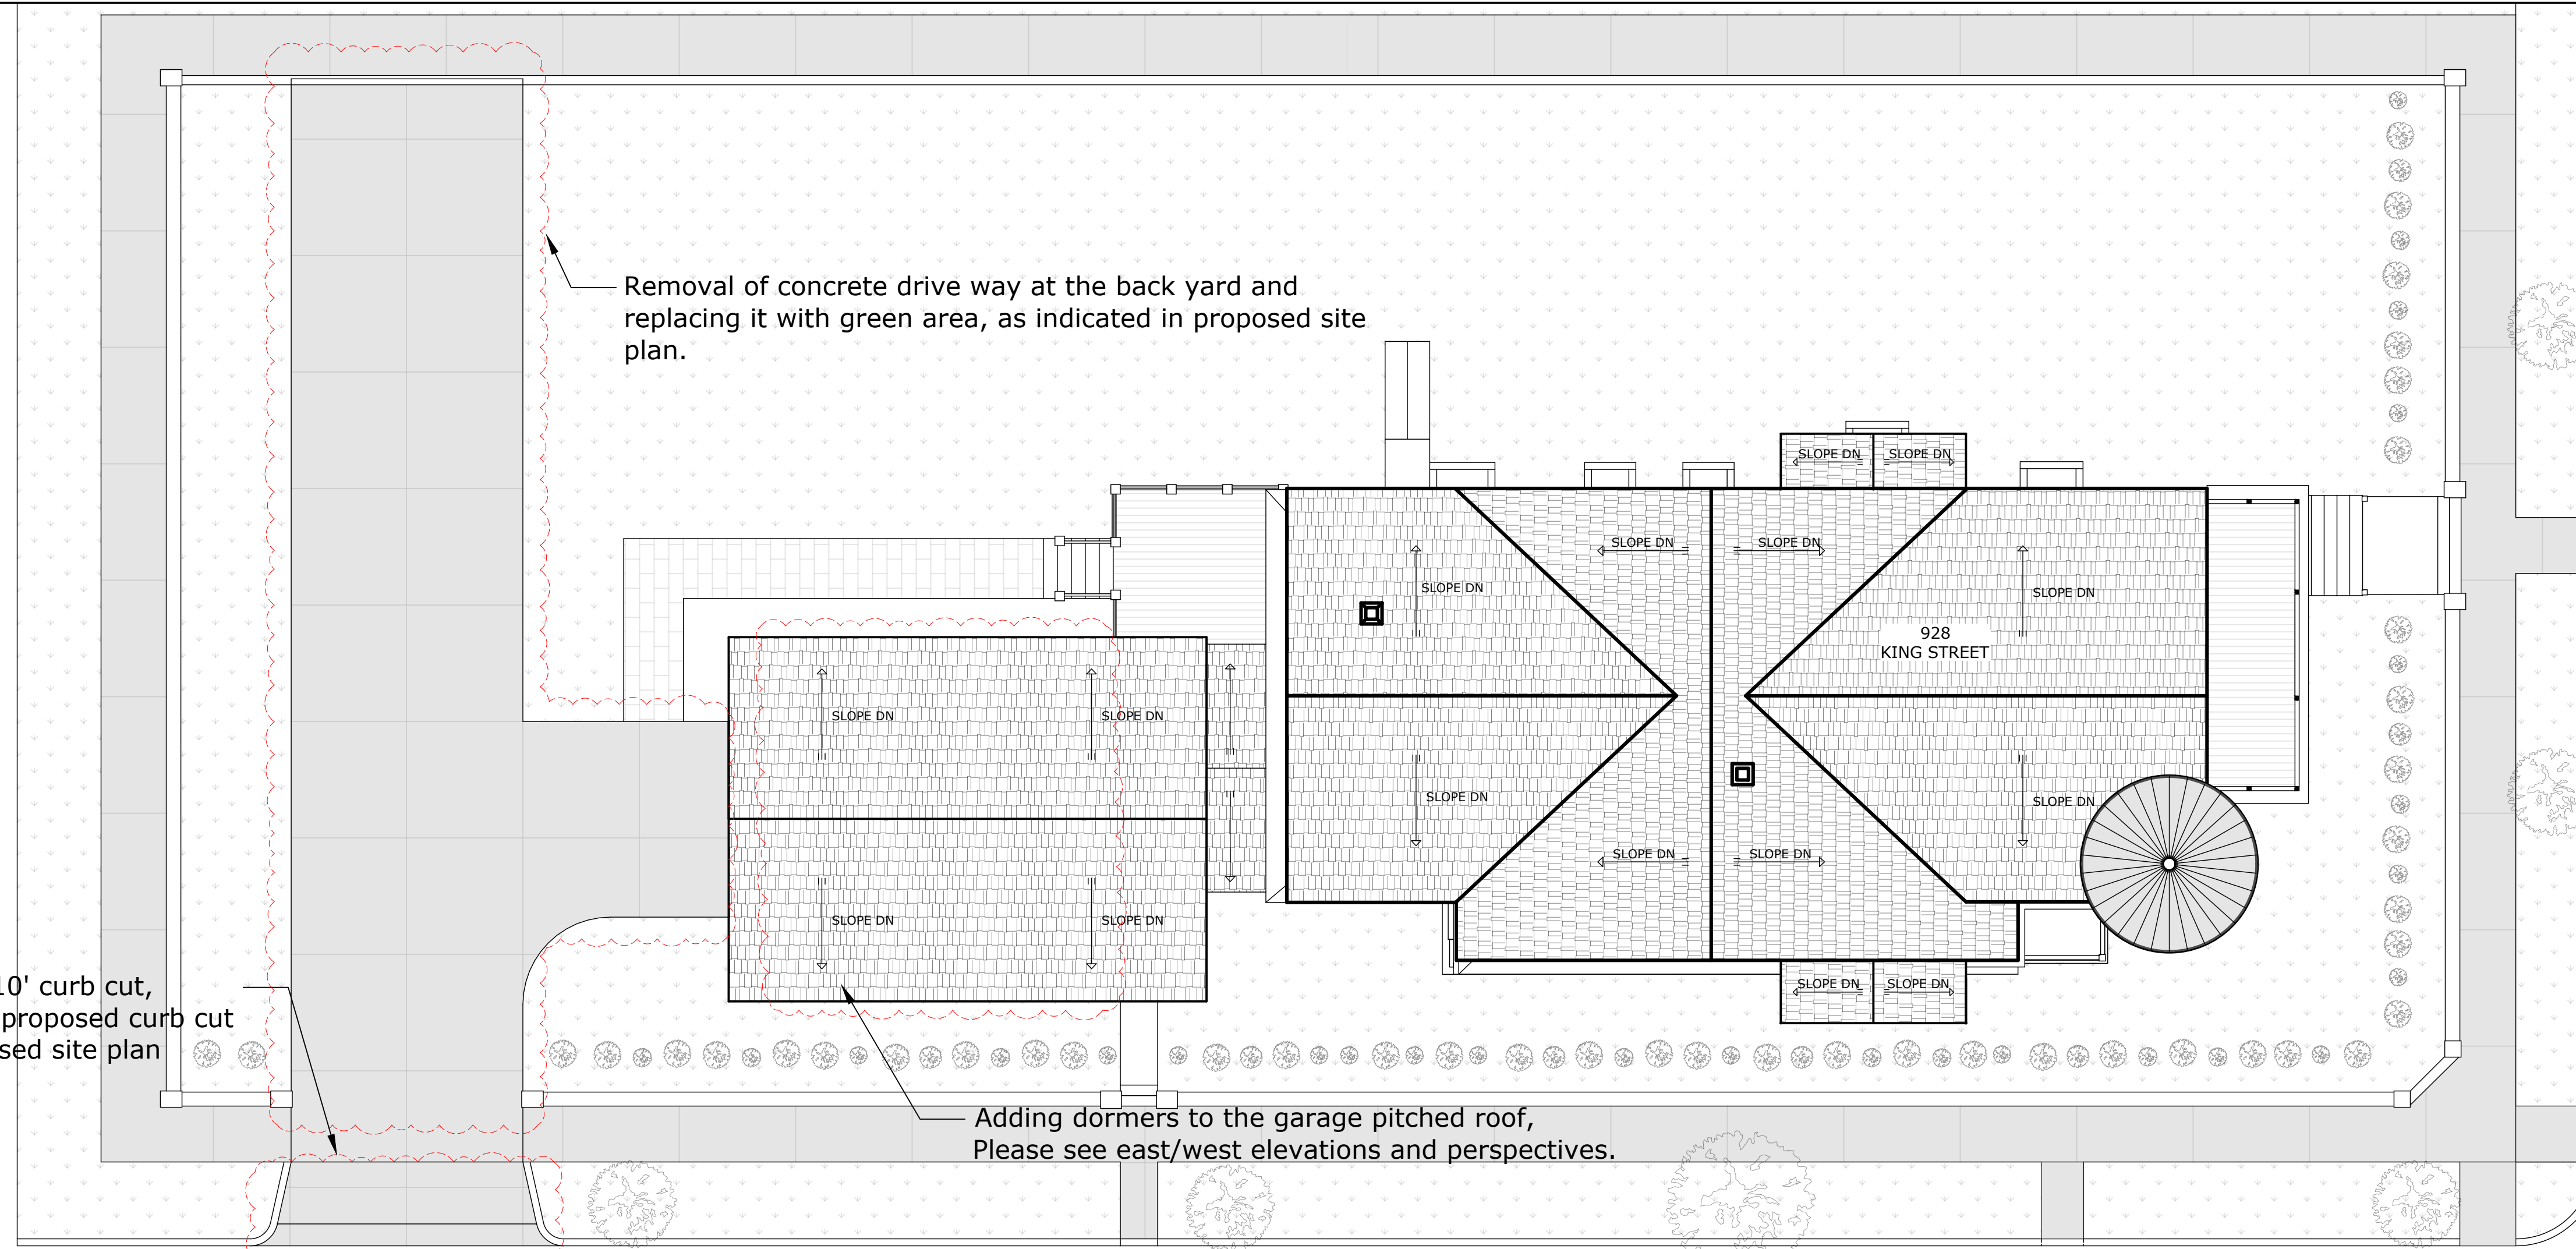 Removal of concrete drive way at the back yard and
replacing it with green area, as indicated in proposed site
plan.
SLOPE DN
SLOPE DN
SLOPE DN
SLOPE DN
SLOPE DN
SLOPE DN
928
KING STREET
SLOPE DN
SLOPE DN
SLOPE DN
SLOPE DN
SLOPE DN
SLOPE DN
SLOPE DN
SLOPE DN
SLOPE DN
SLOPE DN
SLOPE DN
10' curb cut,
proposed curb cut
site plan
Adding dormers to the garage pitched roof,
Please see east/west elevations and perspectives.